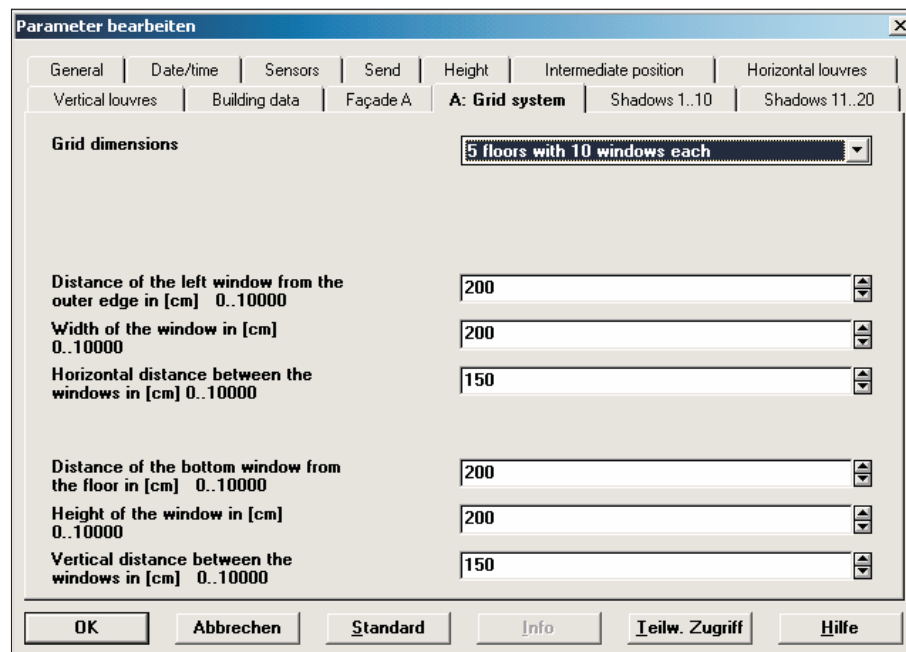 Parameter bearbeiten
General Date/time Sensors Send Height Intermediate position Horizontal louvres
Vertical louvres Building data Façade A A: Grid system Shadows 1..10 Shadows 11..20
Grid dimensions 5 floors with 10 windows each
Distance of the left window from the
outer edge in [cm] 0..10000 200
Width of the window in [cm] 200
0..10000
Horizontal distance between the
windows in [cm] 0..10000 150
Distance of the bottom window from
the floor in [cm] 0..10000 200
Height of the window in [cm] 200
0..10000
Vertical distance between the
windows in [cm] 0..10000 150
OK Abbrechen Standard Info Teilw. Zugriff Hilfe